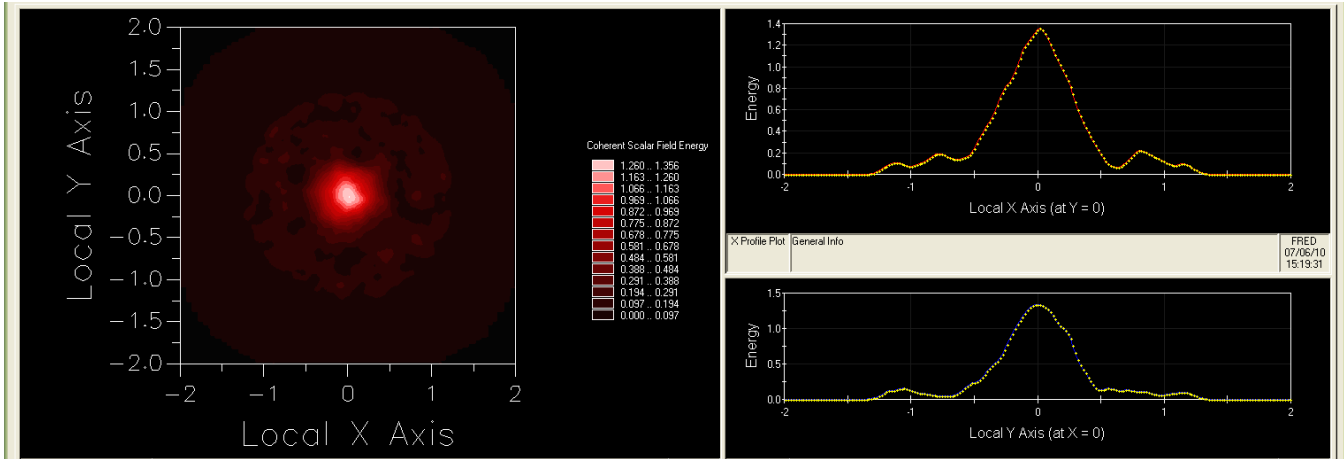 2.0
1.5
1.0
0.5
0.0
−0.5
−1.0
−1.5
−2.0
Local Y Axis
−2 −1 0 1 2
Local X Axis
Coherent Scalar Field Energy
1.260 .. 1.356
1.163 .. 1.260
1.066 .. 1.163
0.969 .. 1.066
0.872 .. 0.969
0.775 .. 0.872
0.678 .. 0.775
0.581 .. 0.678
0.484 .. 0.581
0.388 .. 0.484
0.291 .. 0.388
0.194 .. 0.291
0.097 .. 0.194
0.000 .. 0.097
1.4
1.2
1.0
0.8
0.6
0.4
0.2
0.0
Energy
-2 -1 0 1 2
Local X Axis (at Y = 0)
X Profile Plot General Info FRED
07/06/10
15:19:31
1.5
1.0
0.5
0.0
Energy
-2 -1 0 1 2
Local Y Axis (at X = 0)